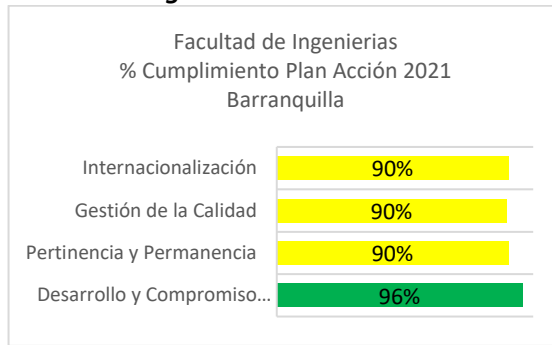 Facultad de Ingenierias
% Cumplimiento Plan Acción 2021
Barranquilla
Internacionalización 90%
Gestión de la Calidad 90%
Pertinencia y Permanencia 90%
Desarrollo y Compromiso... 96%